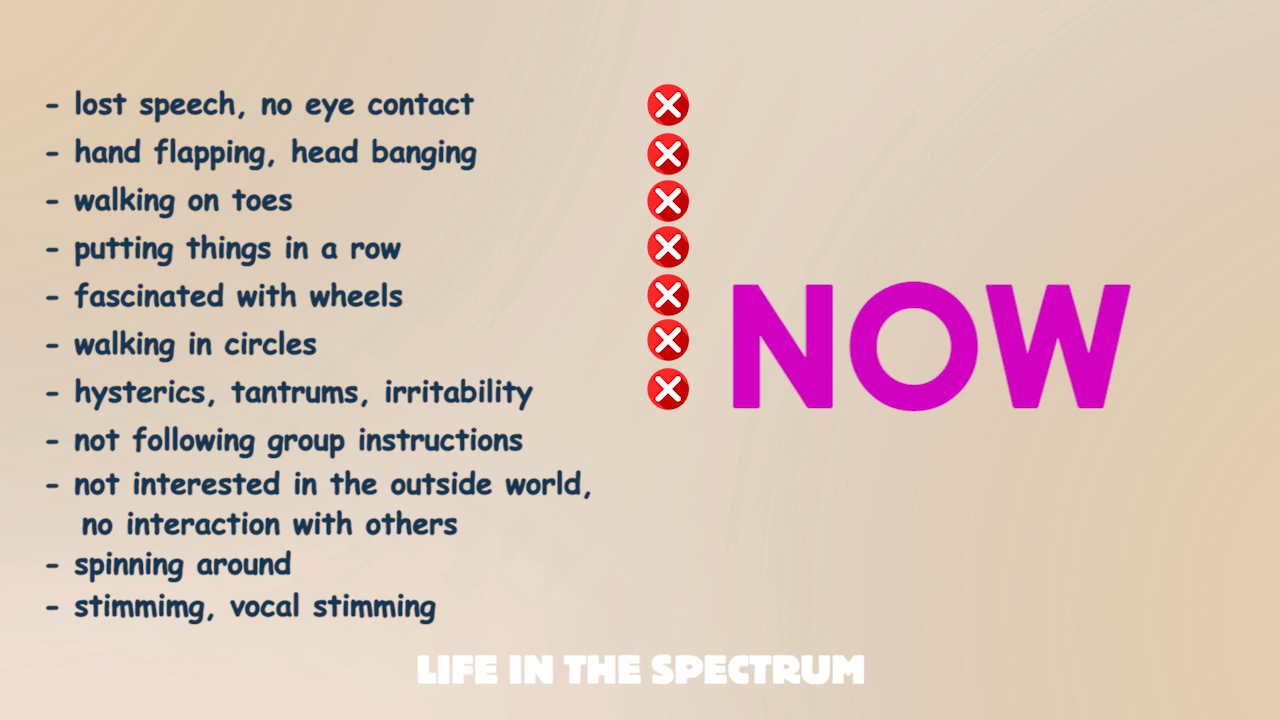 - lost speech, no eye contact
- hand flapping, head banging
- walking on toes
- putting things in a row
- fascinated with wheels
- walking in circles
- hysterics, tantrums, irritability
NOW
- not following group instructions
- not interested in the outside world,
no interaction with others
- spinning around
- stimmimg, vocal stimming
LIFE IN THE SPECTRUM